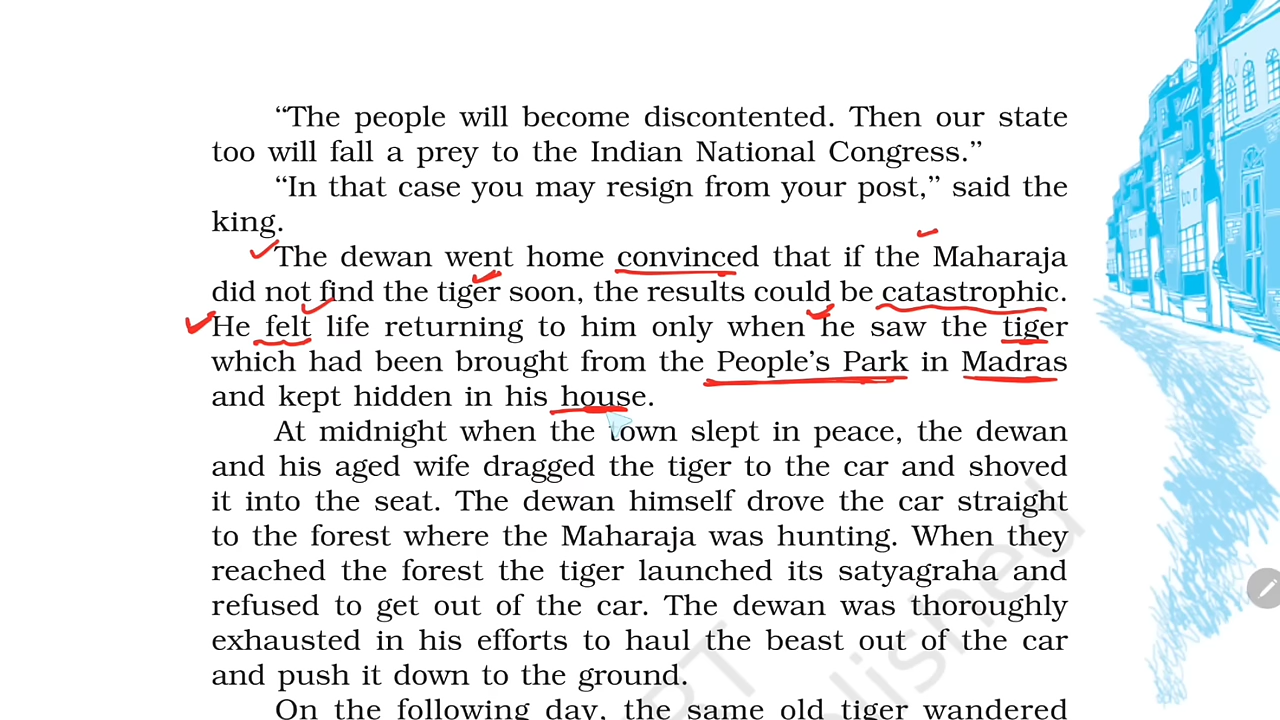 “The people will become discontented. Then our state
too will fall a prey to the Indian National Congress.”
“In that case you may resign from your post,” said the
king.
The dewan went home convinced that if the Maharaja
did not find the tiger soon, the results could be catastrophic.
He felt life returning to him only when he saw the tiger
which had been brought from the People’s Park in Madras
and kept hidden in his house.
At midnight when the town slept in peace, the dewan
and his aged wife dragged the tiger to the car and shoved
it into the seat. The dewan himself drove the car straight
to the forest where the Maharaja was hunting. When they
reached the forest the tiger launched its satyagraha and
refused to get out of the car. The dewan was thoroughly
exhausted in his efforts to haul the beast out of the car
and push it down to the ground.
On the following day, the same old tiger wandered